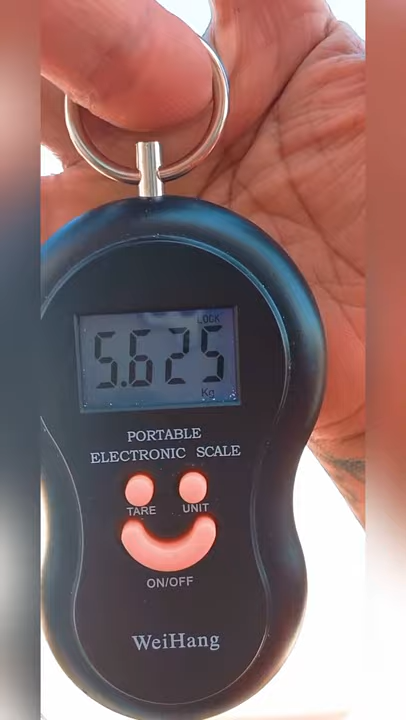 LOCK
5.625
Kg
PORTABLE
ELECTRONIC SCALE
TARE UNIT
ON/OFF
WeiHang